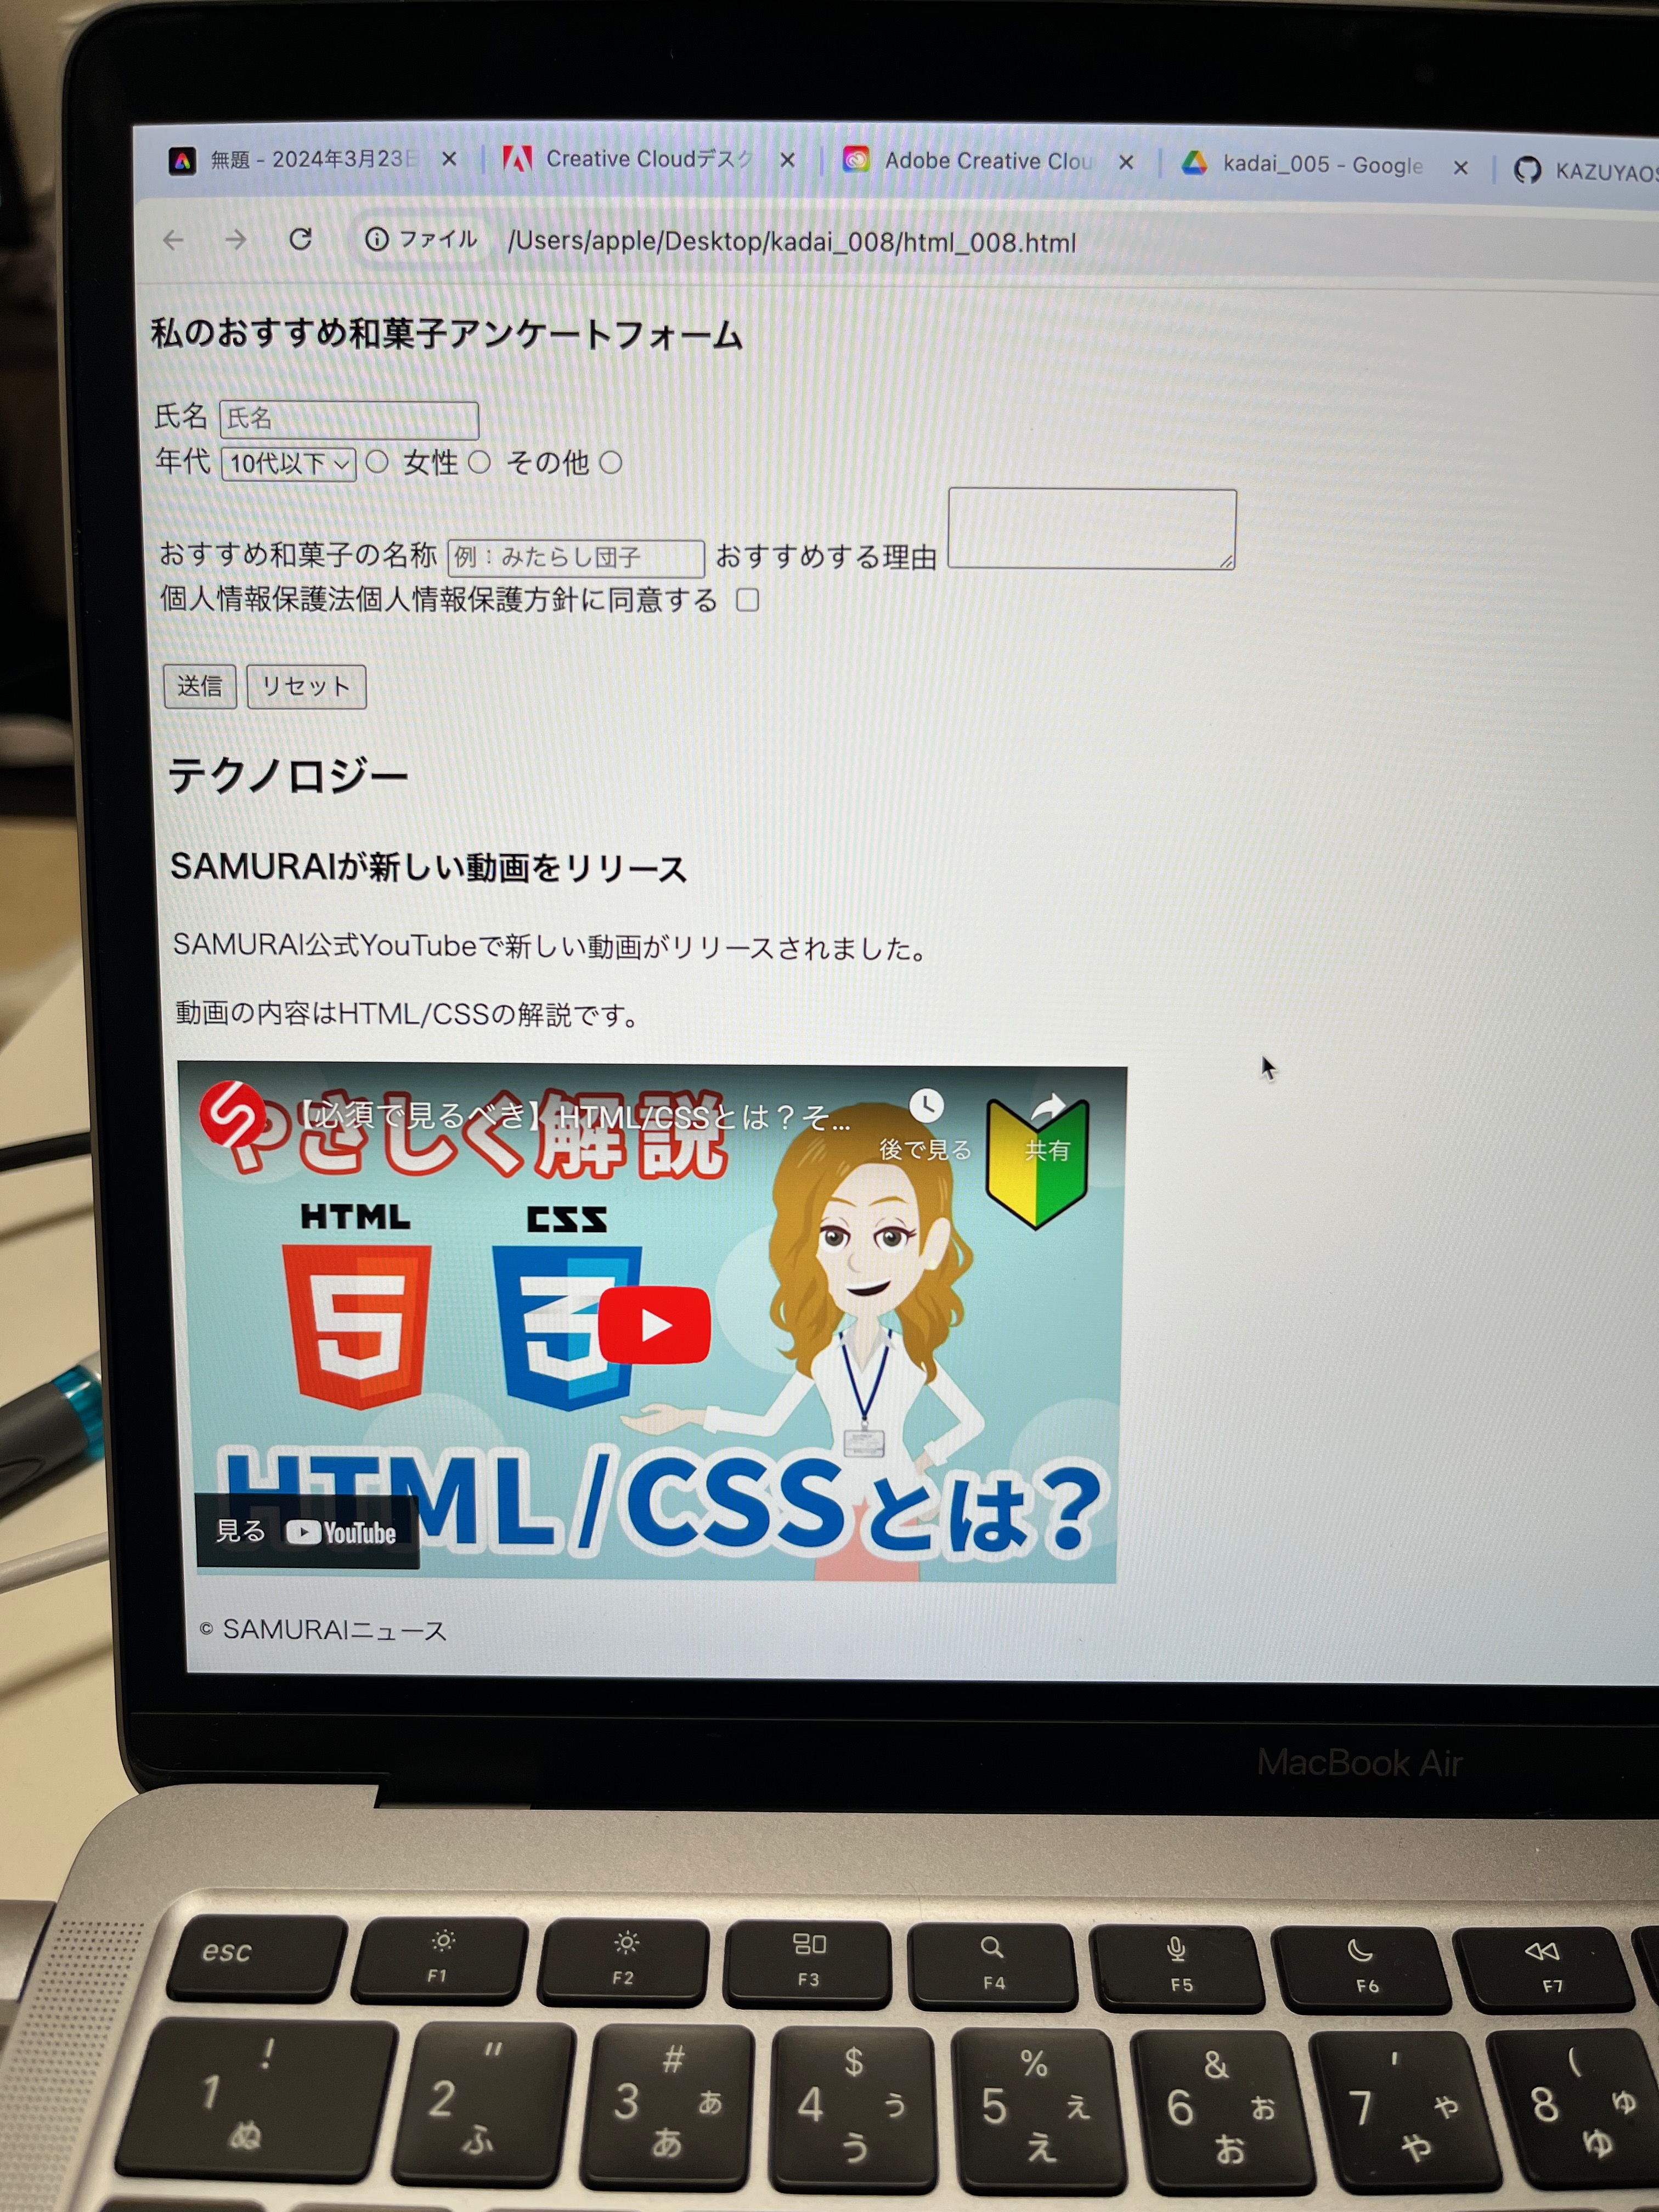 無題 - 2024年3月23日
Creative Cloudデスク
Adobe Creative Clou
kadai_005 - Google
KAZUYAOS
ファイル /Users/apple/Desktop/kadai_008/html_008.html
私のおすすめ和菓子アンケートフォーム
氏名 氏名
年代 10代以下 女性 その他
おすすめ和菓子の名称 例：みたらし団子 おすすめする理由
個人情報保護法個人情報保護方針に同意する
送信 リセット
テクノロジー
SAMURAIが新しい動画をリリース
SAMURAI公式YouTubeで新しい動画がリリースされました。
動画の内容はHTML/CSSの解説です。
【必須で見るべき】HTML/CSSとは？そ...
やさしく解説
後で見る 共有
HTML CSS
5 3
HTML/CSSとは？
見る YouTube
© SAMURAIニュース
MacBook Air
esc F1 F2 F3 F4 F5 F6 F7
! " # $ % & ' (
1 2 3 あ 4 う 5 え 6 お 7 や 8 ゆ
ぬ ふ あ う え お や ゆ